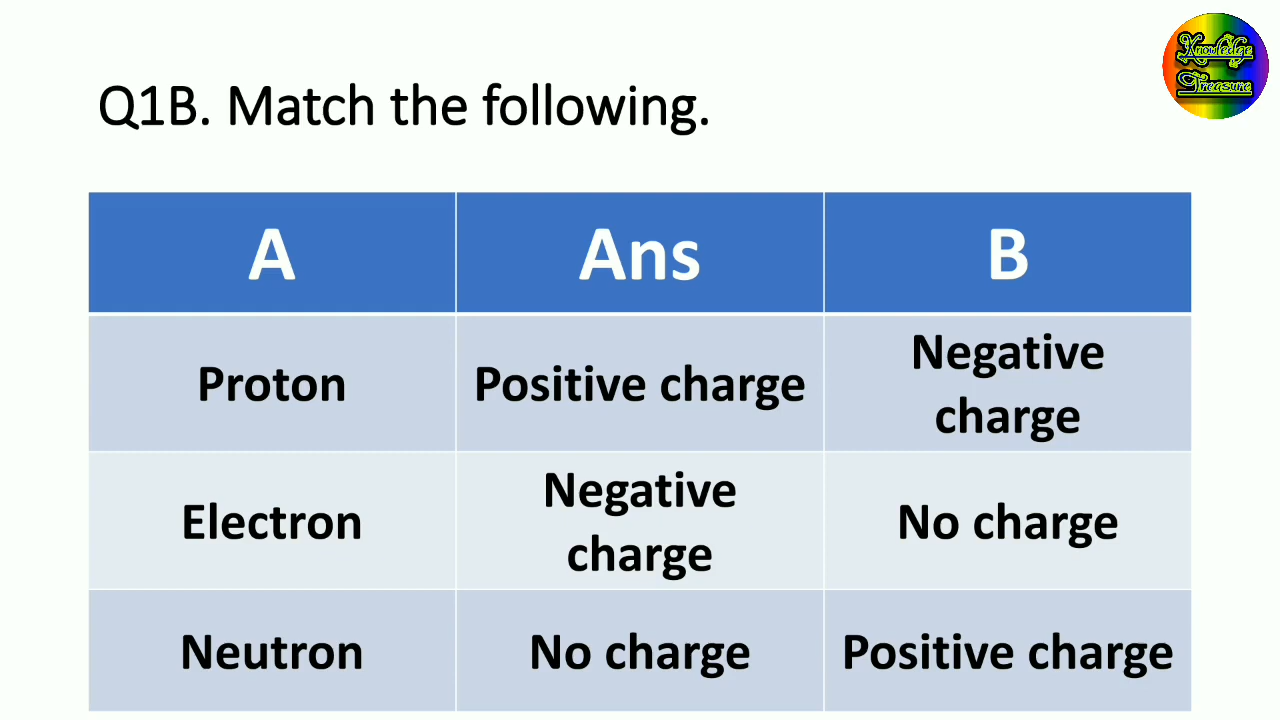 Knowledge
Treasure
Q1B. Match the following.
A Ans B
Proton Positive charge Negative
charge
Electron Negative
charge No charge
Neutron No charge Positive charge